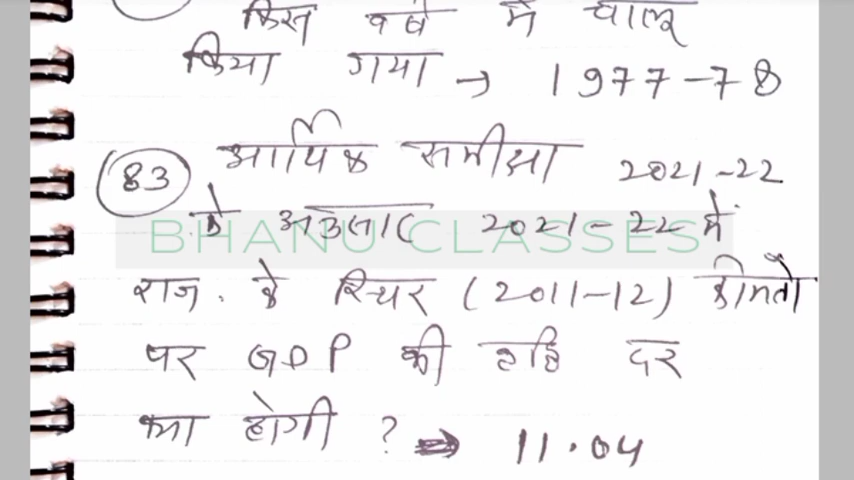 किस वर्ष में चालू
किया गया → 1977-78
83 आर्थिक समीक्षा 2021-22
के अनुसार 2021-22 में
BHANU CLASSES
राज. के स्थिर (2011-12) कीमतो
पर GDP की वृद्धि दर
क्या होगी ? ⇒ 11.04